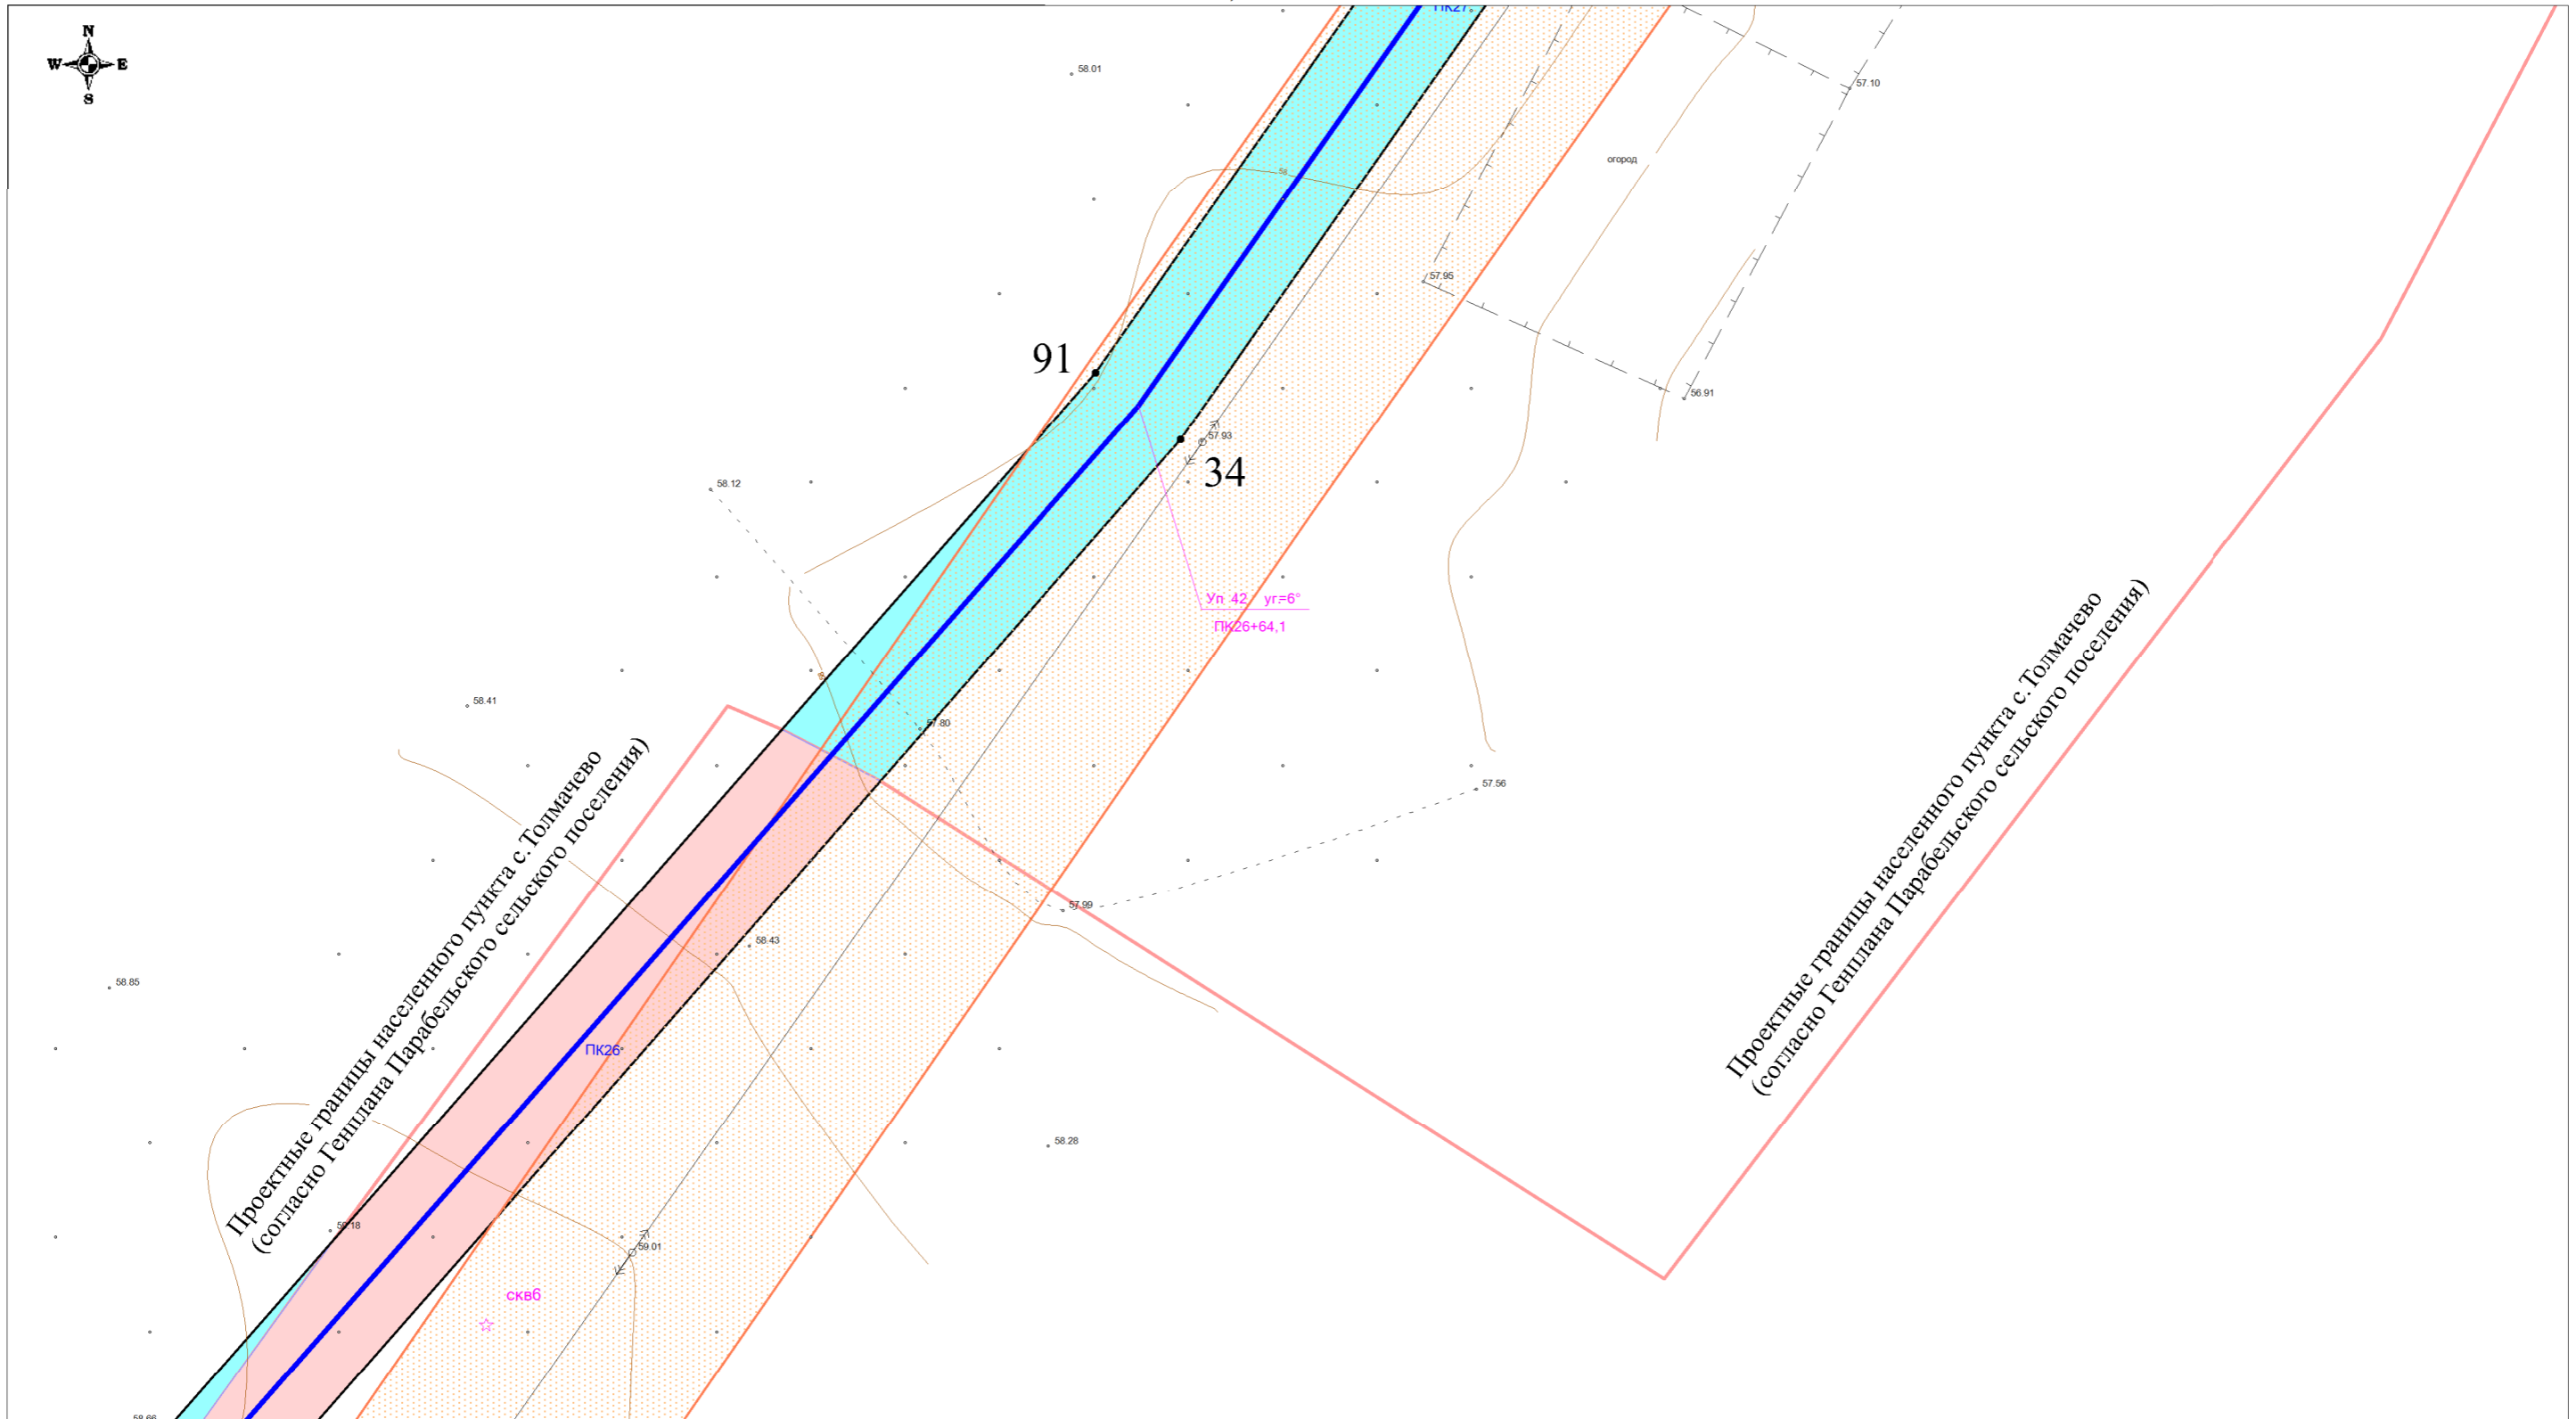 ПК27
N
W E
S
58.01
57.10
огород
58
57.95
91
56.91
57.93
34
58.12
Уп 42 уг.=6°
ПК26+64,1
58.41
57.80
57.56
57.99
58.43
58.85
Проектные границы населенного пункта с.Толмачево
(согласно Генплана Парабельского сельского поселения)
Проектные границы населенного пункта с.Толмачево
(согласно Генплана Парабельского сельского поселения)
ПК26
58.28
59.18
59.01
скв6
58.66